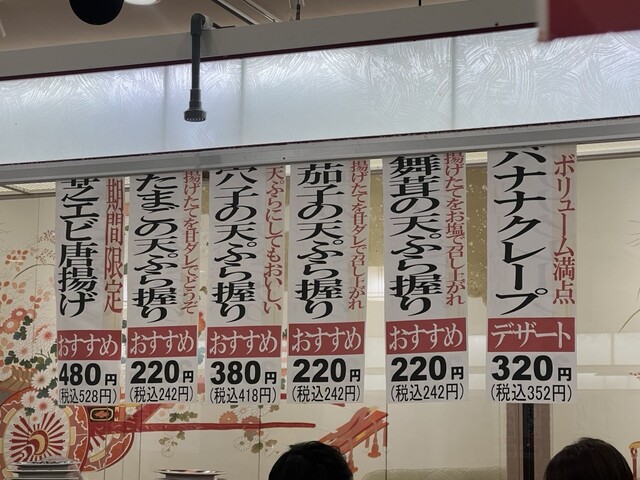 ボリューム満点
バナナクレープ
デザート
320円
(税込352円)
揚げたてをお塩で召し上がれ
舞茸の天ぷら握り
おすすめ
220円
(税込242円)
揚げたてを甘ダレで召し上がれ
茄子の天ぷら握り
おすすめ
220円
(税込242円)
天ぷらにしてもおいしい
穴子の天ぷら握り
おすすめ
380円
(税込418円)
揚げたてを甘ダレでどうぞ
たまごの天ぷら握り
おすすめ
220円
(税込242円)
期間限定
芝エビ唐揚げ
おすすめ
480円
(税込528円)